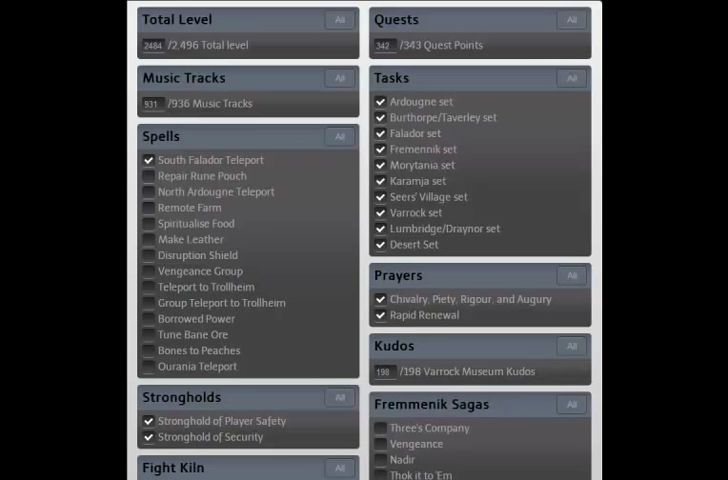 Total Level All
2484 /2,496 Total level
Music Tracks All
931 /936 Music Tracks
Spells All
South Falador Teleport
Repair Rune Pouch
North Ardougne Teleport
Remote Farm
Spiritualise Food
Make Leather
Disruption Shield
Vengeance Group
Teleport to Trollheim
Group Teleport to Trollheim
Borrowed Power
Tune Bane Ore
Bones to Peaches
Ourania Teleport
Strongholds All
Stronghold of Player Safety
Stronghold of Security
Fight Kiln All
Quests All
342 /343 Quest Points
Tasks All
Ardougne set
Burthorpe/Taverley set
Falador set
Fremennik set
Morytania set
Karamja set
Seers' Village set
Varrock set
Lumbridge/Draynor set
Desert Set
Prayers All
Chivalry, Piety, Rigour, and Augury
Rapid Renewal
Kudos All
198 /198 Varrock Museum Kudos
Fremmenik Sagas All
Three's Company
Vengeance
Nadir
Thok it to 'Em